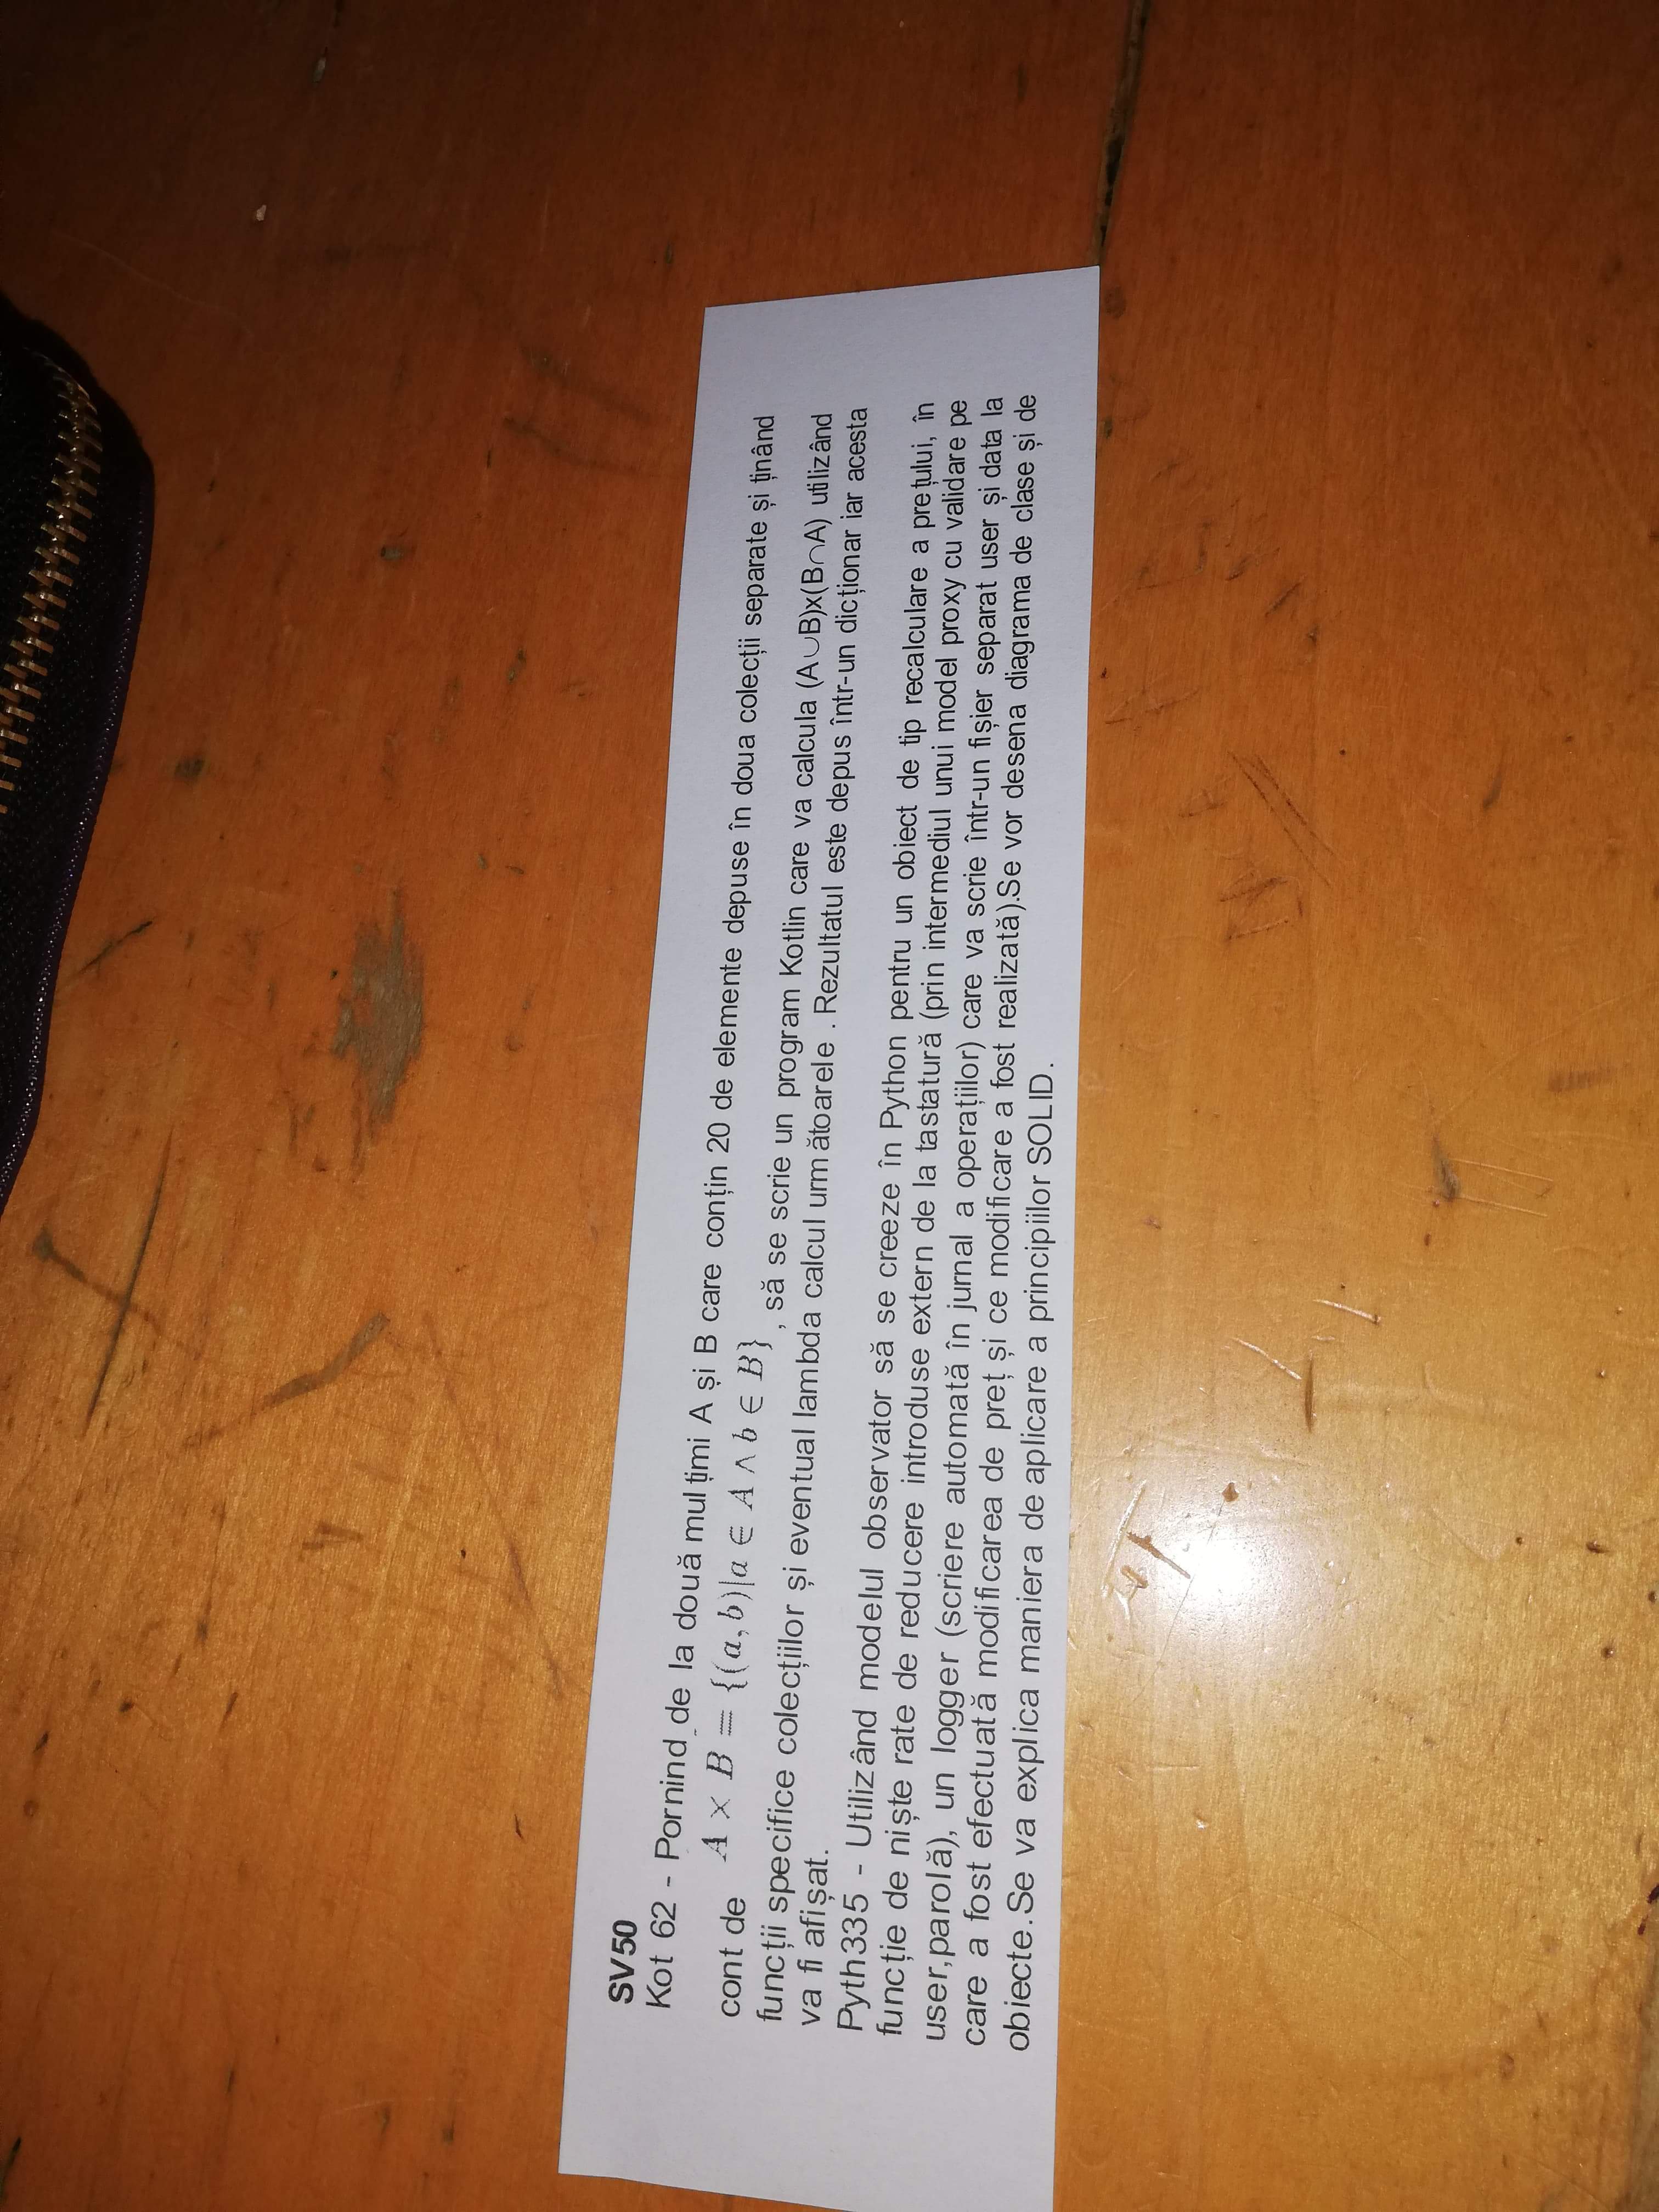 SV50
Kot 62 - Pornind de la două mulțimi A și B care conțin 20 de elemente depuse în doua colecții separate și ținând
cont de A × B = {(a, b)|a ∈ A ∧ b ∈ B} , să se scrie un program Kotlin care va calcula (A∪B)x(B∩A) utilizând
funcții specifice colecțiilor și eventual lambda calcul următoarele . Rezultatul este depus într-un dicționar iar acesta
va fi afișat.
Pyth335 - Utilizând modelul observator să se creeze în Python pentru un obiect de tip recalculare a prețului, în
funcție de niște rate de reducere introduse extern de la tastatură (prin intermediul unui model proxy cu validare pe
user,parolă), un logger (scriere automată în jurnal a operațiilor) care va scrie într-un fișier separat user și data la
care a fost efectuată modificarea de preț și ce modificare a fost realizată).Se vor desena diagrama de clase și de
obiecte.Se va explica maniera de aplicare a principiilor SOLID.